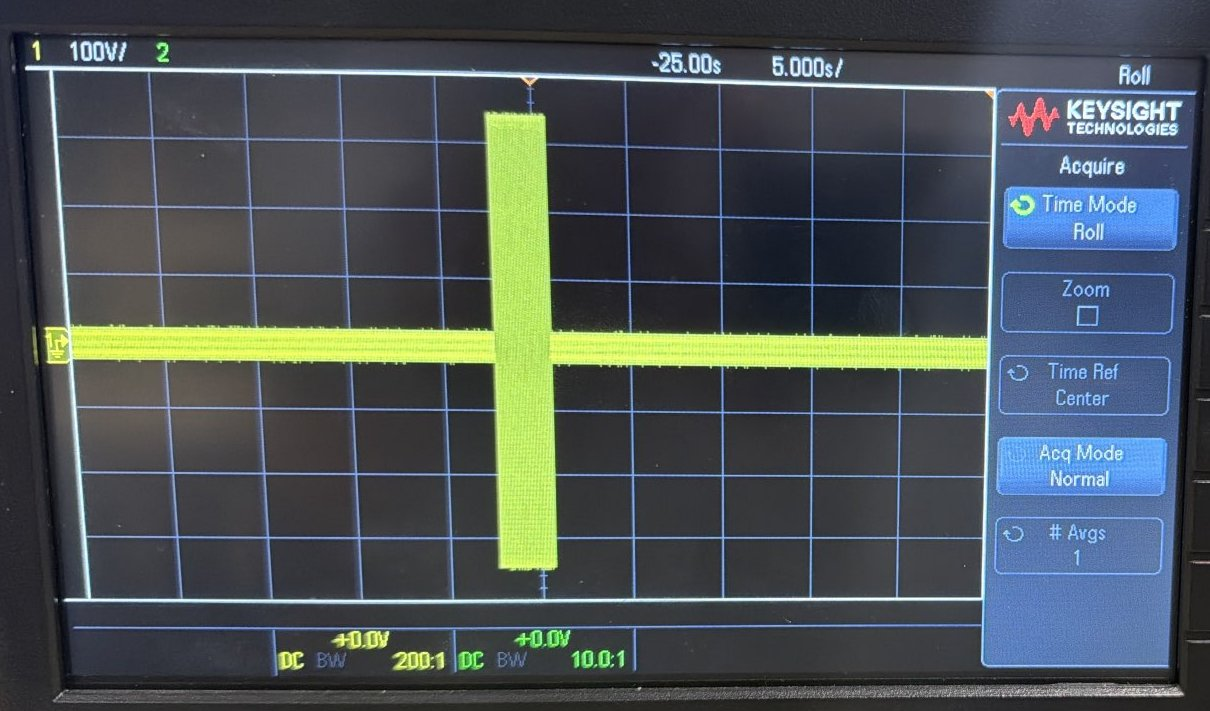 1 100V/ 2 -25.00s 5.000s/ Roll
KEYSIGHT
TECHNOLOGIES
Acquire
Time Mode
Roll
Zoom
Time Ref
Center
Acq Mode
Normal
# Avgs
1
+0.0V +0.0V
DC BW 200:1 DC BW 10.0:1